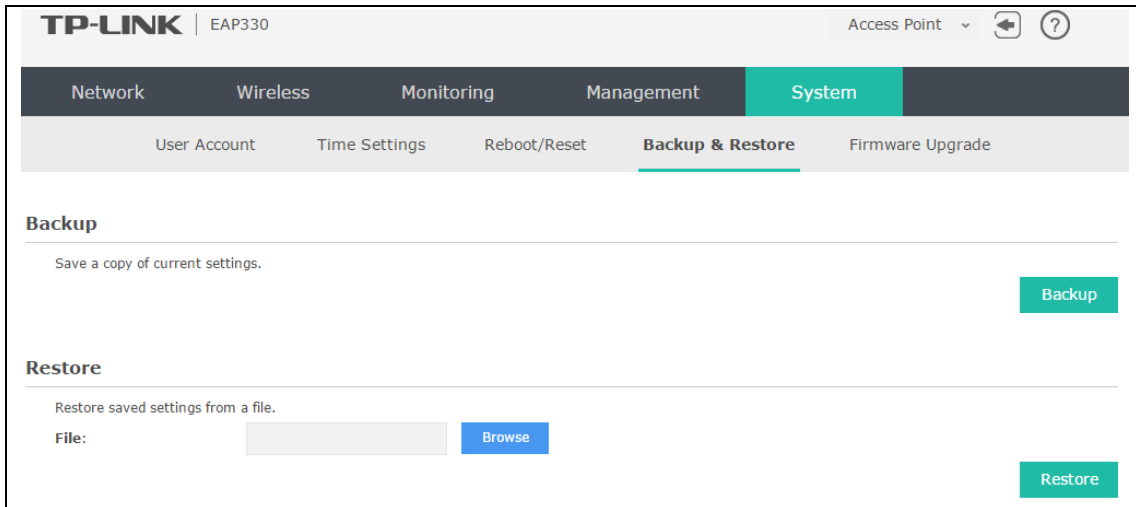 TP-LINK | EAP330 Access Point ?
Network Wireless Monitoring Management System
User Account Time Settings Reboot/Reset Backup & Restore Firmware Upgrade
Backup
Save a copy of current settings.
Backup
Restore
Restore saved settings from a file.
File: Browse
Restore